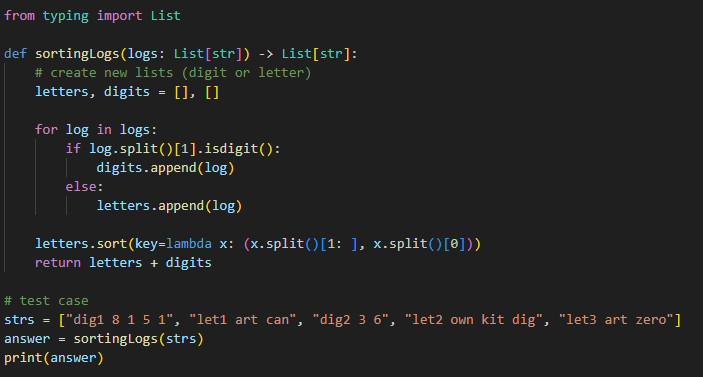 from typing import List
def sortingLogs(logs: List[str]) -> List[str]:
    # create new lists (digit or letter)
    letters, digits = [], []
    for log in logs:
        if log.split()[1].isdigit():
            digits.append(log)
        else:
            letters.append(log)
    letters.sort(key=lambda x: (x.split()[1: ], x.split()[0]))
    return letters + digits
# test case
strs = ["dig1 8 1 5 1", "let1 art can", "dig2 3 6", "let2 own kit dig", "let3 art zero"]
answer = sortingLogs(strs)
print(answer)